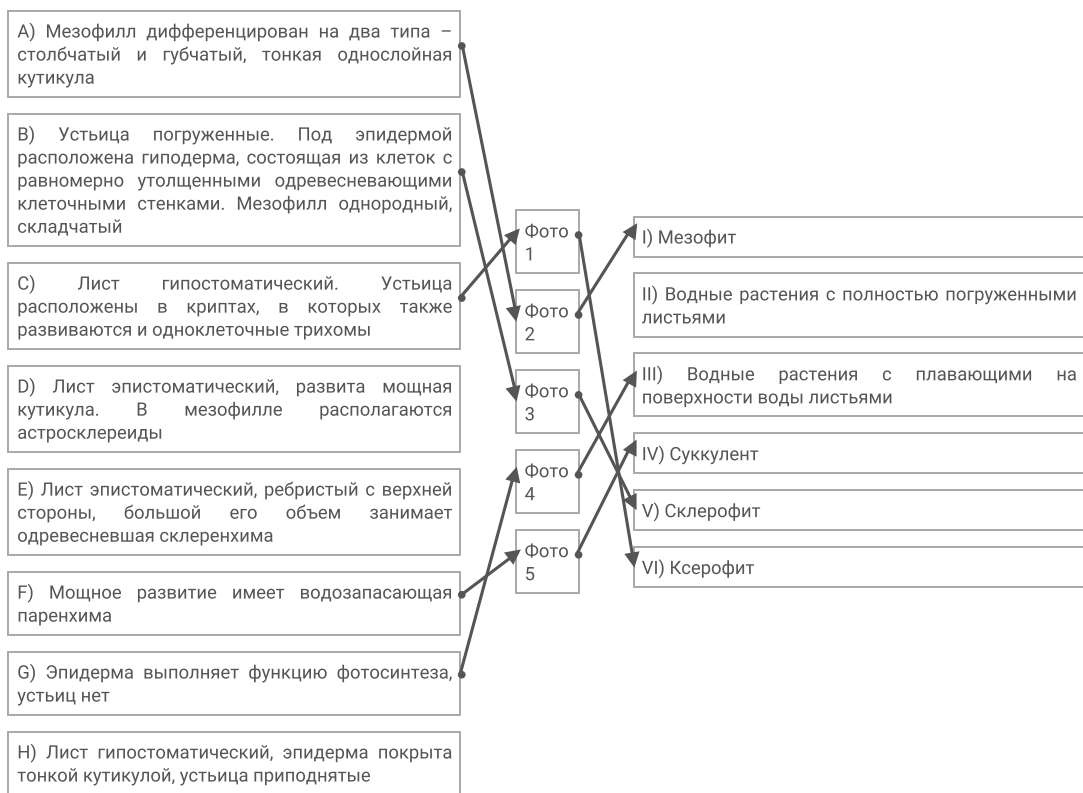 А) Мезофилл дифференцирован на два типа –
столбчатый и губчатый, тонкая однослойная
кутикула
B) Устьица погруженные. Под эпидермой
расположена гиподерма, состоящая из клеток с
равномерно утолщенными одревесневающими
клеточными стенками. Мезофилл однородный,
складчатый
C) Лист гипостоматический. Устьица
расположены в криптах, в которых также
развиваются и одноклеточные трихомы
D) Лист эпистоматический, развита мощная
кутикула. В мезофилле располагаются
астросклереиды
E) Лист эпистоматический, ребристый с верхней
стороны, большой его объем занимает
одревесневшая склеренхима
F) Мощное развитие имеет водозапасающая
паренхима
G) Эпидерма выполняет функцию фотосинтеза,
устьиц нет
H) Лист гипостоматический, эпидерма покрыта
тонкой кутикулой, устьица приподнятые
Фото
1
Фото
2
Фото
3
Фото
4
Фото
5
I) Мезофит
II) Водные растения с полностью погруженными
листьями
III) Водные растения с плавающими на
поверхности воды листьями
IV) Суккулент
V) Склерофит
VI) Ксерофит